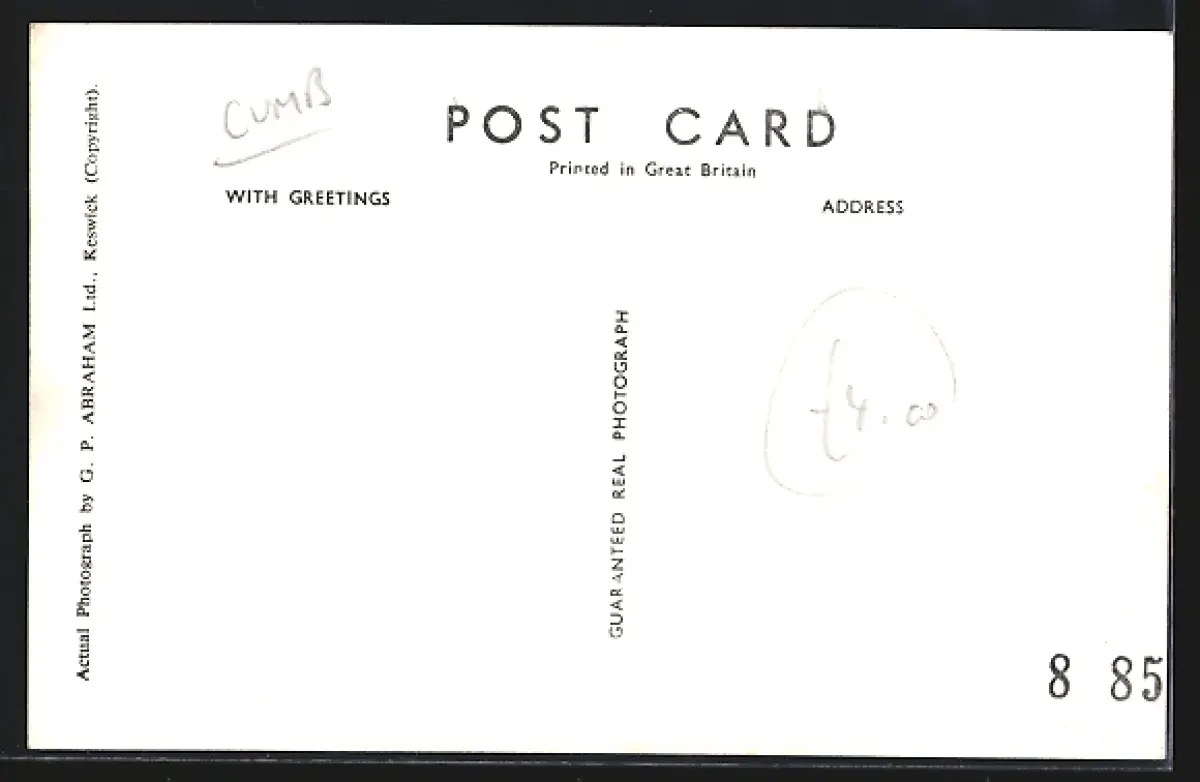 CUMB
POST CARD
Printed in Great Britain
WITH GREETINGS
ADDRESS
Actual Photograph by G. P. ABRAHAM Ltd., Keswick (Copyright).
GUARANTEED REAL PHOTOGRAPH
£4.00
8 85